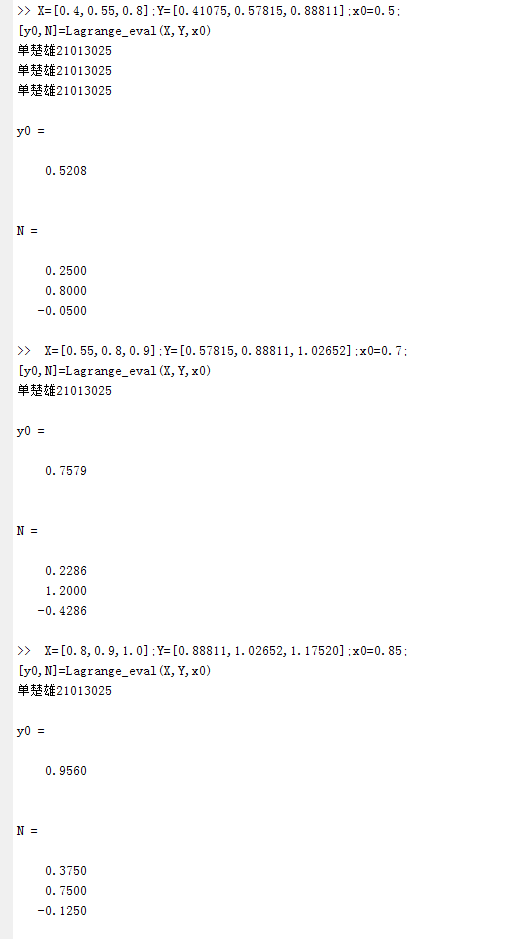 >> X=[0.4,0.55,0.8];Y=[0.41075,0.57815,0.88811];x0=0.5;
[y0,N]=Lagrange_eval(X,Y,x0)
单楚雄21013025
单楚雄21013025
单楚雄21013025
y0 =
0.5208
N =
0.2500
0.8000
-0.0500
>> X=[0.55,0.8,0.9];Y=[0.57815,0.88811,1.02652];x0=0.7;
[y0,N]=Lagrange_eval(X,Y,x0)
单楚雄21013025
y0 =
0.7579
N =
0.2286
1.2000
-0.4286
>> X=[0.8,0.9,1.0];Y=[0.88811,1.02652,1.17520];x0=0.85;
[y0,N]=Lagrange_eval(X,Y,x0)
单楚雄21013025
y0 =
0.9560
N =
0.3750
0.7500
-0.1250